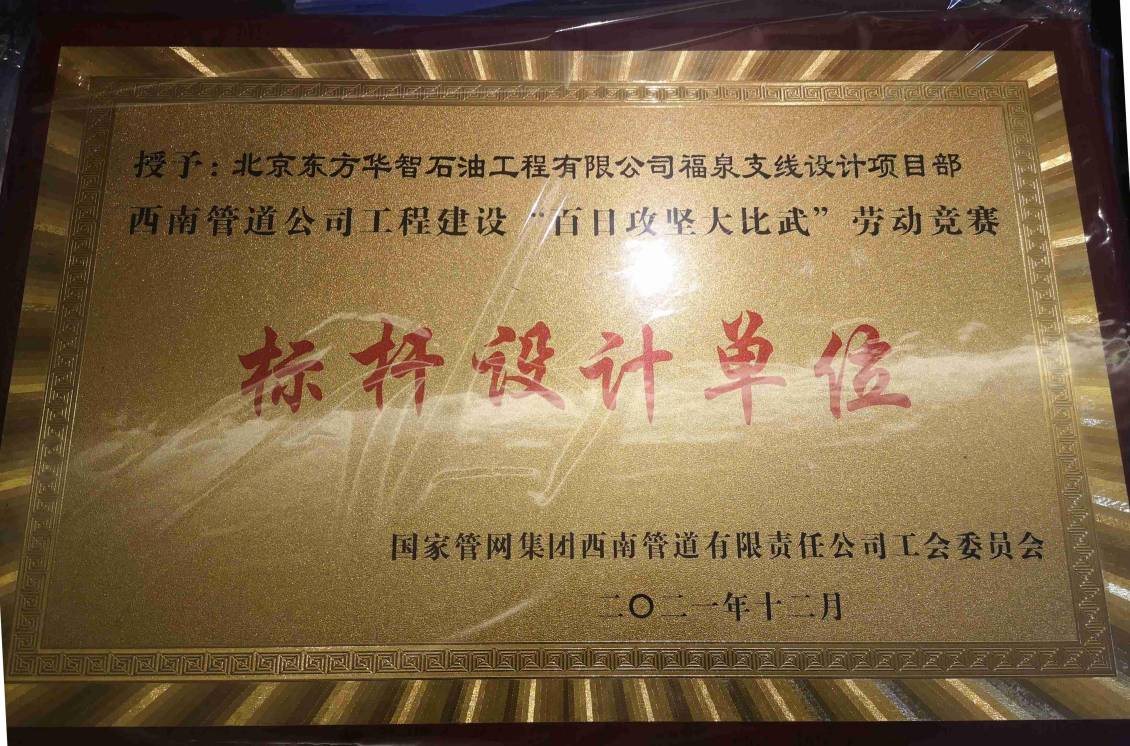 授予：北京东方华智石油工程有限公司福泉支线设计项目部
西南管道公司工程建设“百日攻坚大比武”劳动竞赛
标杆设计单位
国家管网集团西南管道有限责任公司工会委员会
二〇二一年十二月